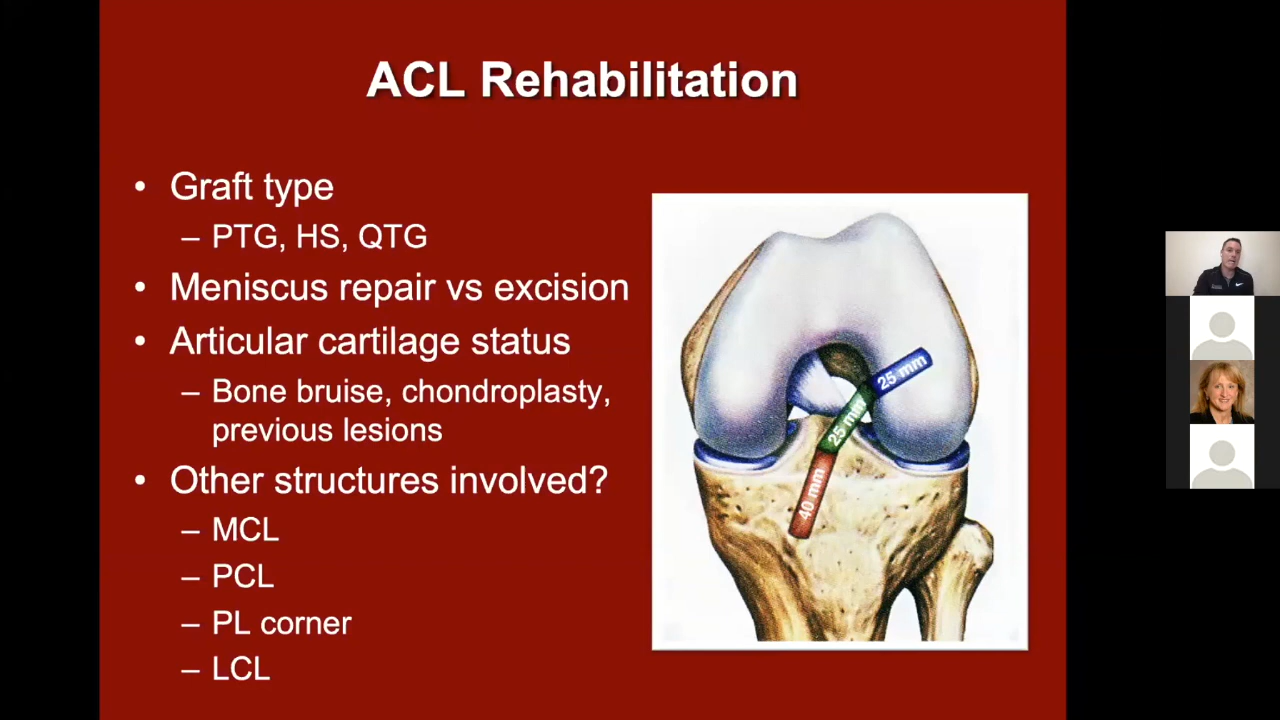 ACL Rehabilitation
• Graft type
– PTG, HS, QTG
• Meniscus repair vs excision
• Articular cartilage status
– Bone bruise, chondroplasty,
previous lesions
• Other structures involved?
– MCL
– PCL
– PL corner
– LCL
25 mm
25 mm
40 mm